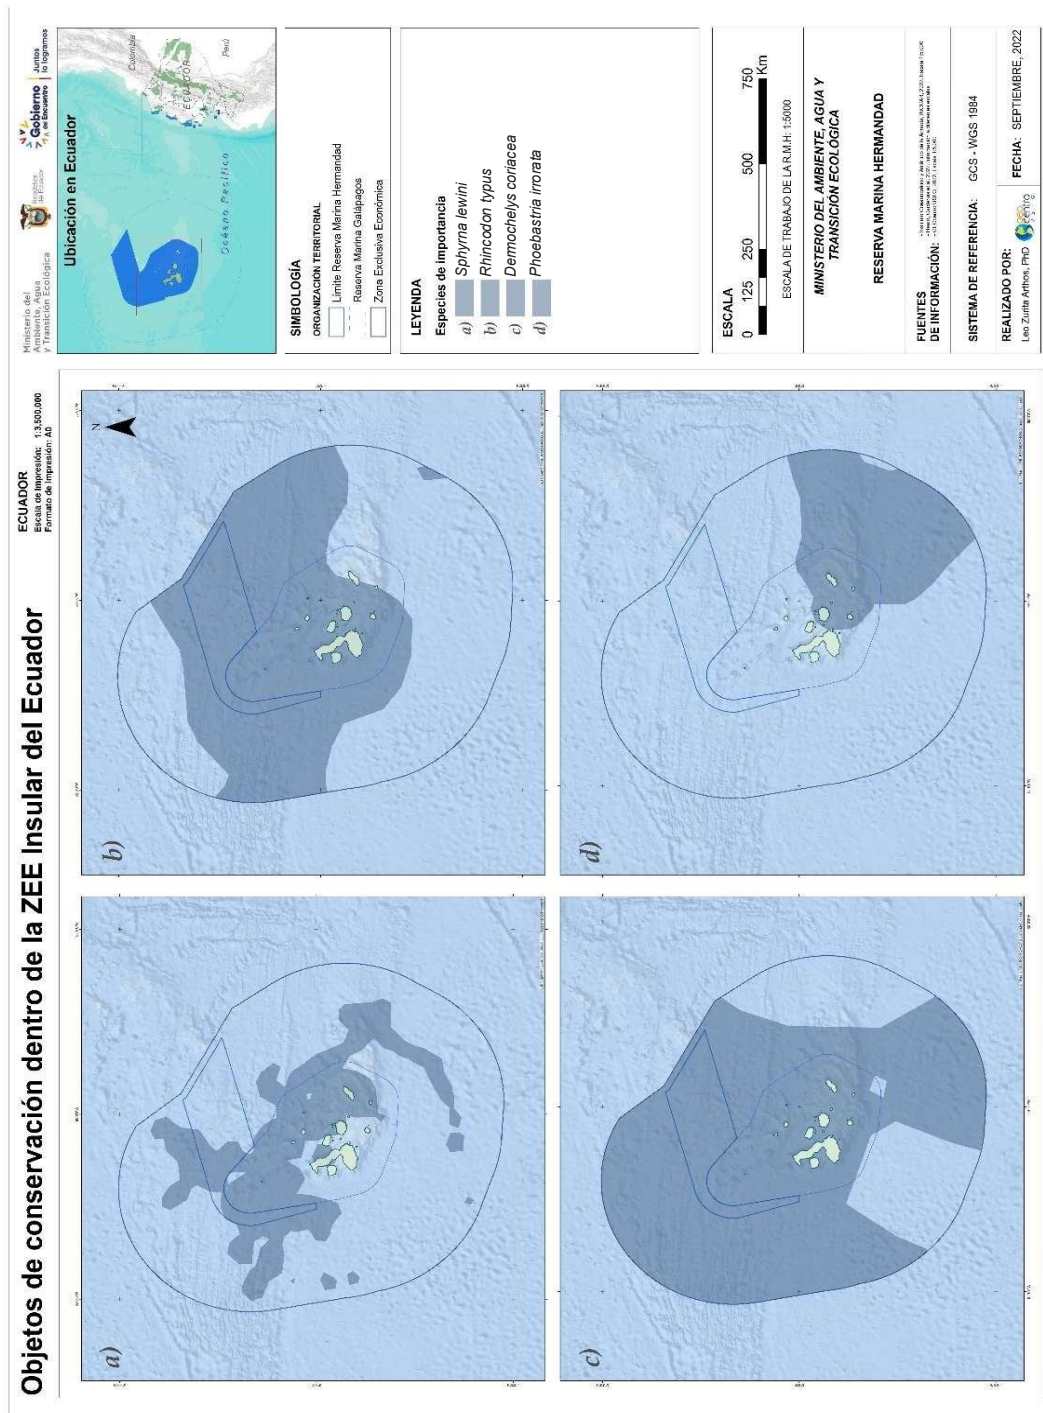 Objetos de conservación dentro de la ZEE Insular del Ecuador
ECUADOR
Escala de Impresión: 1:3,500,000
Formato de Impresión: A0
Ministerio del
Ambiente, Agua
y Transición Ecológica
República
del Ecuador
Gobierno
de Encuentro
Juntos
lo logramos
a)
b)
N
c)
d)
Ubicación en Ecuador
Colombia
ECUADOR
Perú
Océano Pacífico
SIMBOLOGÍA
ORGANIZACIÓN TERRITORIAL
Límite Reserva Marina Hermandad
Reserva Marina Galápagos
Zona Exclusiva Económica
LEYENDA
Especies de importancia
a) Sphyrna lewini
b) Rhincodon typus
c) Dermochelys coriacea
d) Phoebastria irrorata
ESCALA
0 125 250 500 750
Km
ESCALA DE TRABAJO DE LA R.M.H: 1:5000
MINISTERIO DEL AMBIENTE, AGUA Y
TRANSICIÓN ECOLÓGICA
RESERVA MARINA HERMANDAD
FUENTES
DE INFORMACIÓN:
SISTEMA DE REFERENCIA: GCS - WGS 1984
REALIZADO POR:
Leo Zurita Arthos, PhD
centro
FECHA: SEPTIEMBRE, 2022